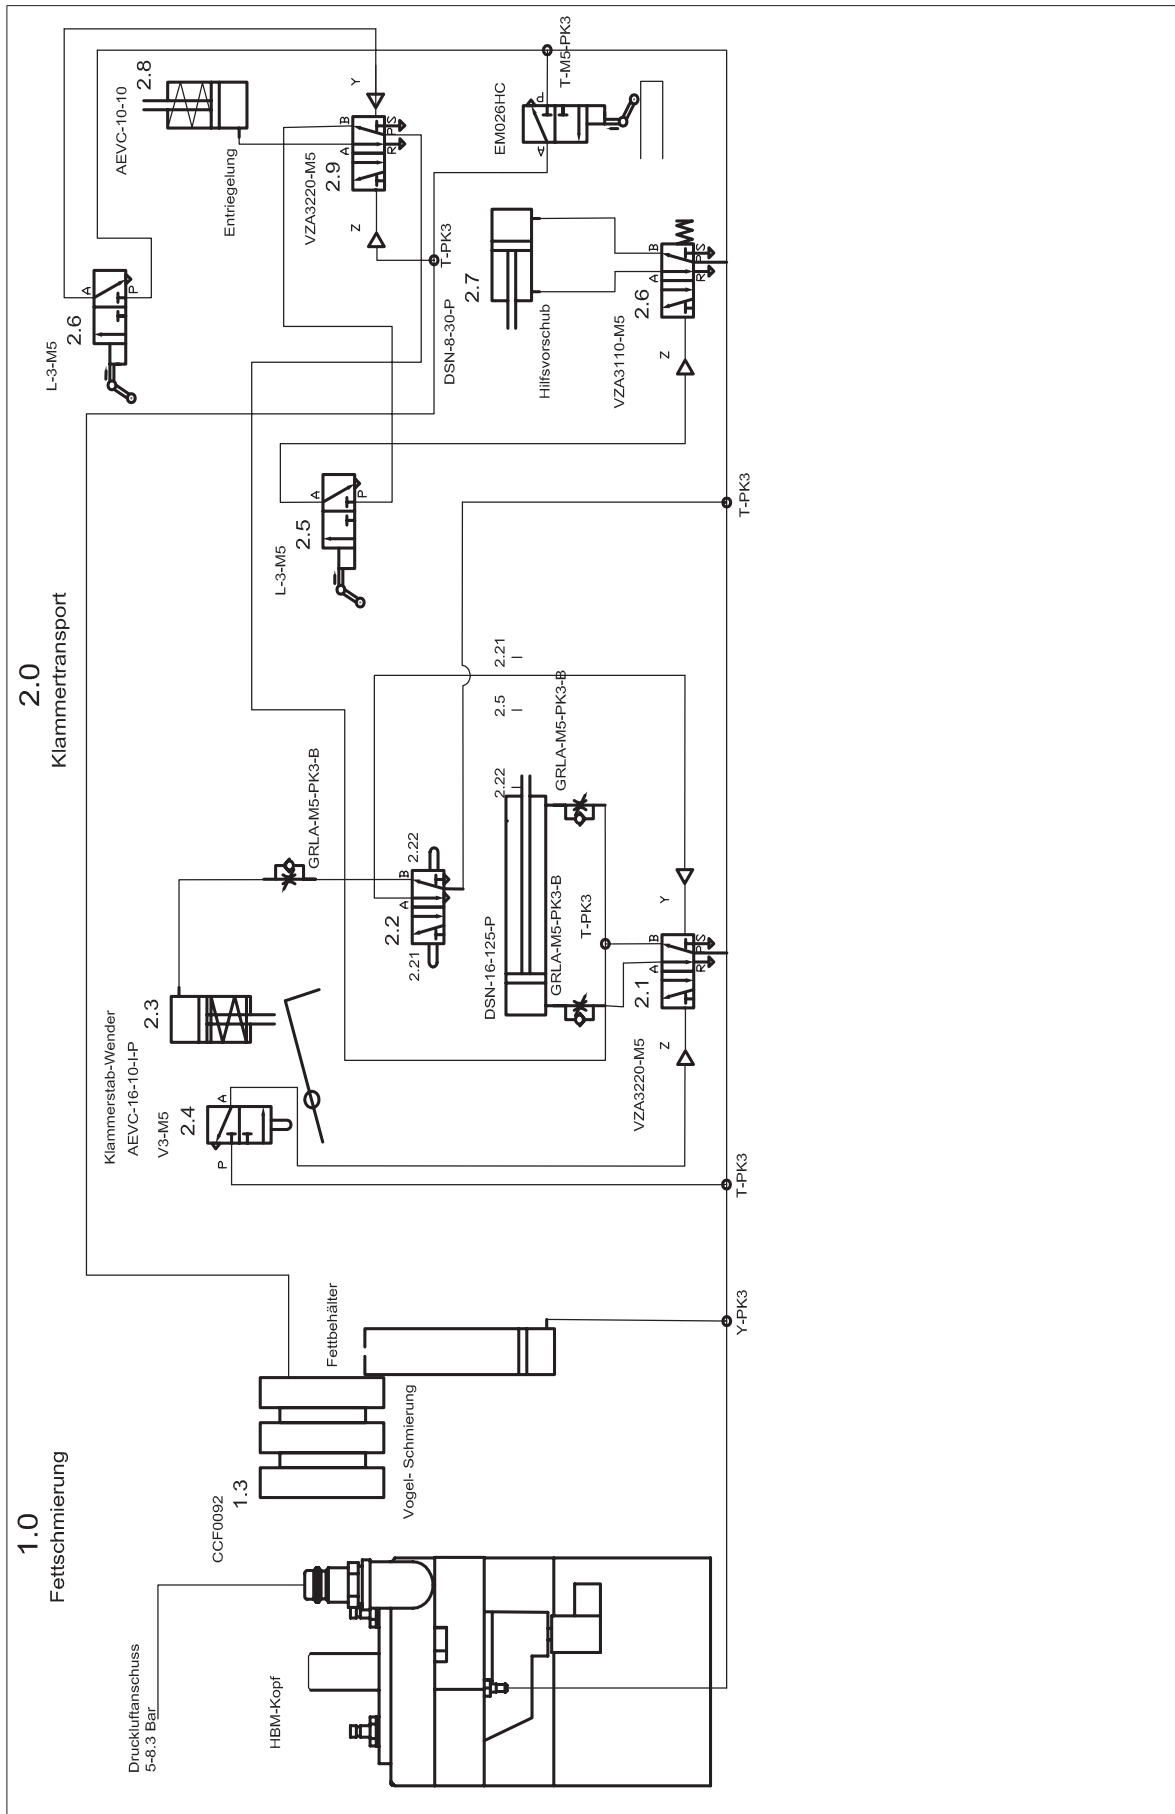 1.0
Fettschmierung
Druckluftanschuss
5-8.3 Bar
HBM-Kopf
CCF0092
1.3
Vogel- Schmierung
Fettbehälter
Y-PK3
2.0
Klammertransport
Klammerstab-Wender
AEVC-16-10-I-P
2.3
V3-M5
2.4
P
A
T-PK3
GRLA-M5-PK3-B
2.2
2.21
2.22
A
B
DSN-16-125-P
GRLA-M5-PK3-B
T-PK3
GRLA-M5-PK3-B
2.22
2.5
2.21
VZA3220-M5
2.1
Z
Y
A
B
R
P
S
T-PK3
L-3-M5
2.5
A
P
L-3-M5
2.6
A
P
AEVC-10-10
2.8
Entriegelung
VZA3220-M5
2.9
Z
Y
A
B
R
P
S
T-PK3
DSN-8-30-P
2.7
Hilfsvorschub
VZA3110-M5
2.6
Z
A
B
R
P
S
EM026HC
A
P
T-M5-PK3